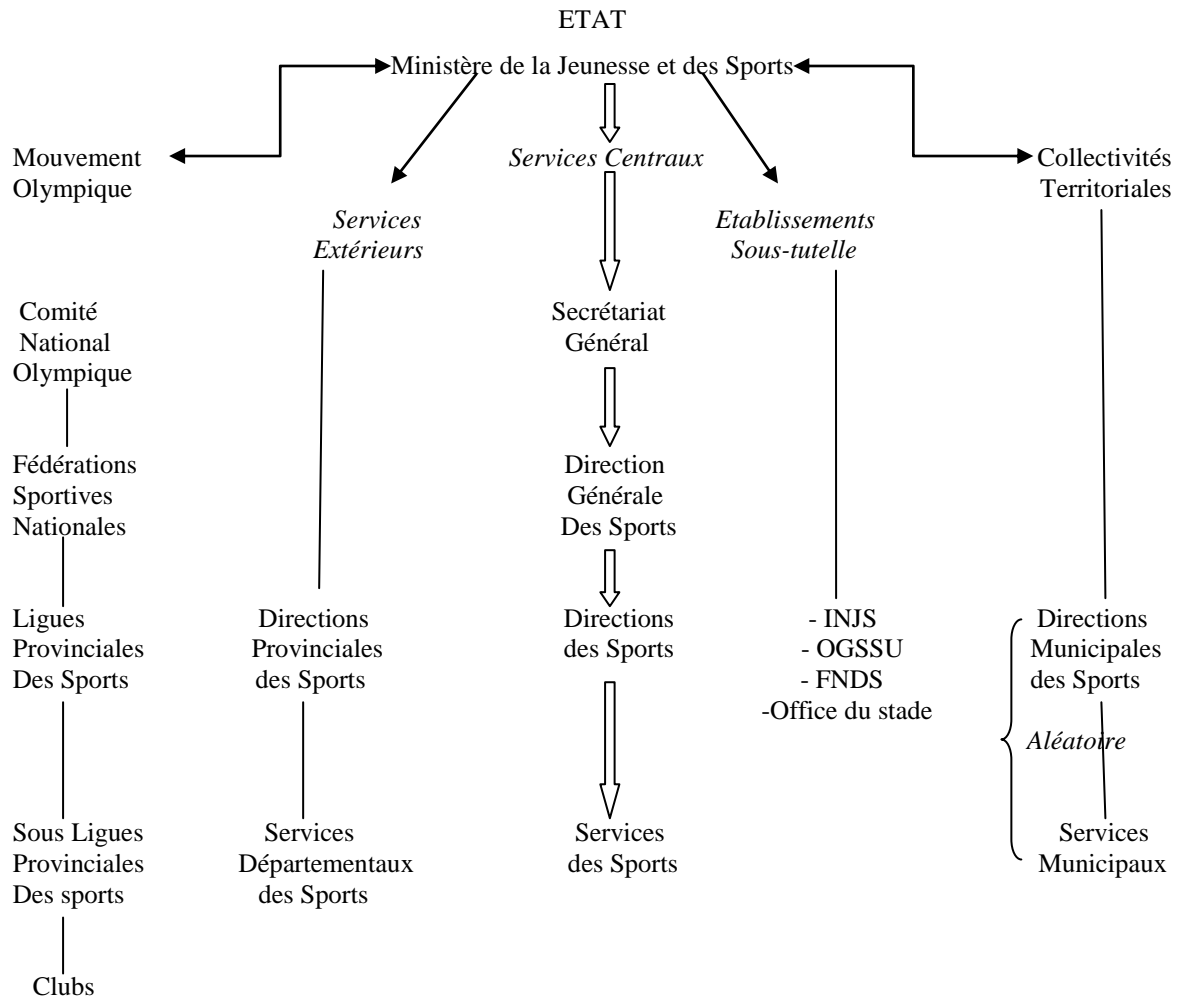 ETAT
Ministère de la Jeunesse et des Sports
Mouvement
Olympique
Services
Extérieurs
Services Centraux
Etablissements
Sous-tutelle
Collectivités
Territoriales
Comité
National
Olympique
Secrétariat
Général
Fédérations
Sportives
Nationales
Direction
Générale
Des Sports
Ligues
Provinciales
Des Sports
Directions
Provinciales
des Sports
Directions
des Sports
- INJS
- OGSSU
- FNDS
-Office du stade
Directions
Municipales
des Sports
Aléatoire
Sous Ligues
Provinciales
Des sports
Services
Départementaux
des Sports
Services
des Sports
Services
Municipaux
Clubs